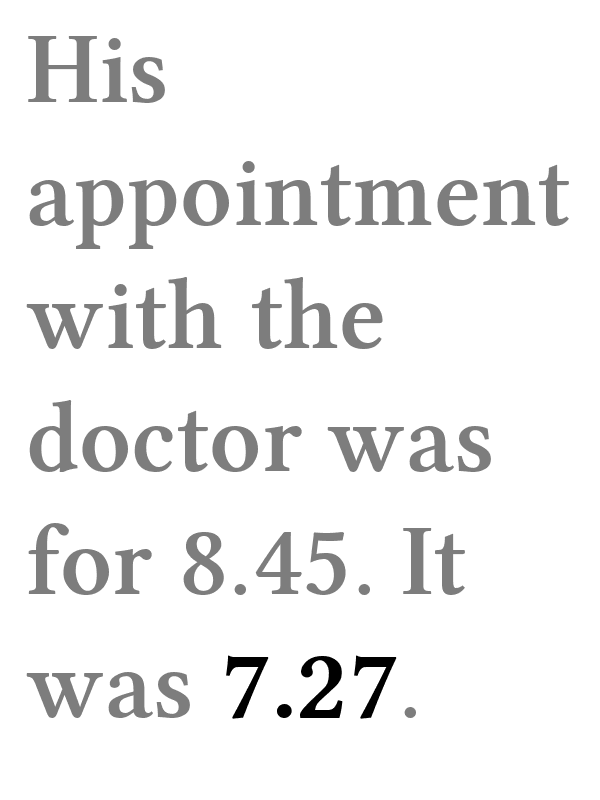 His
appointment
with the
doctor was
for 8.45. It
was 7.27.